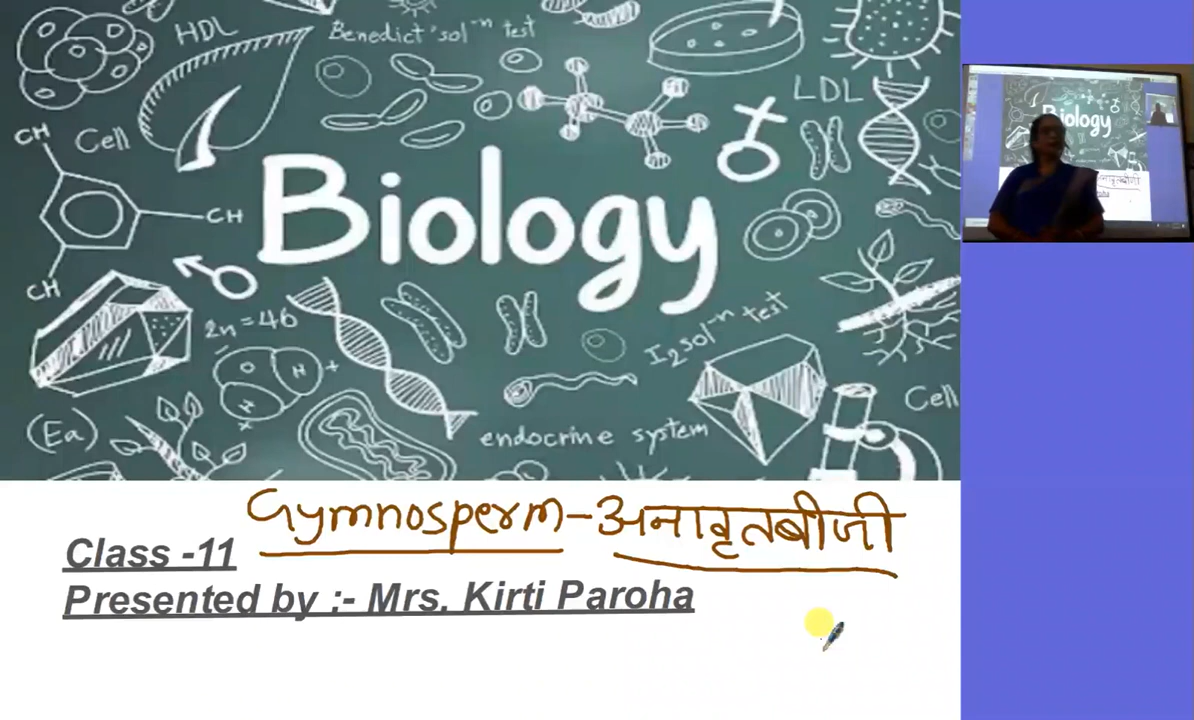 HDL
Benedict 'sol⁻ⁿ test
LDL
CH
Cell
Biology
CH
CH
2n = 46
I₂ sol⁻ⁿ test
H
+
H
+
(Ea)
Cell
endocrine system
Gymnosperm - अनावृतबीजी
Class -11
Presented by :- Mrs. Kirti Paroha
Biology